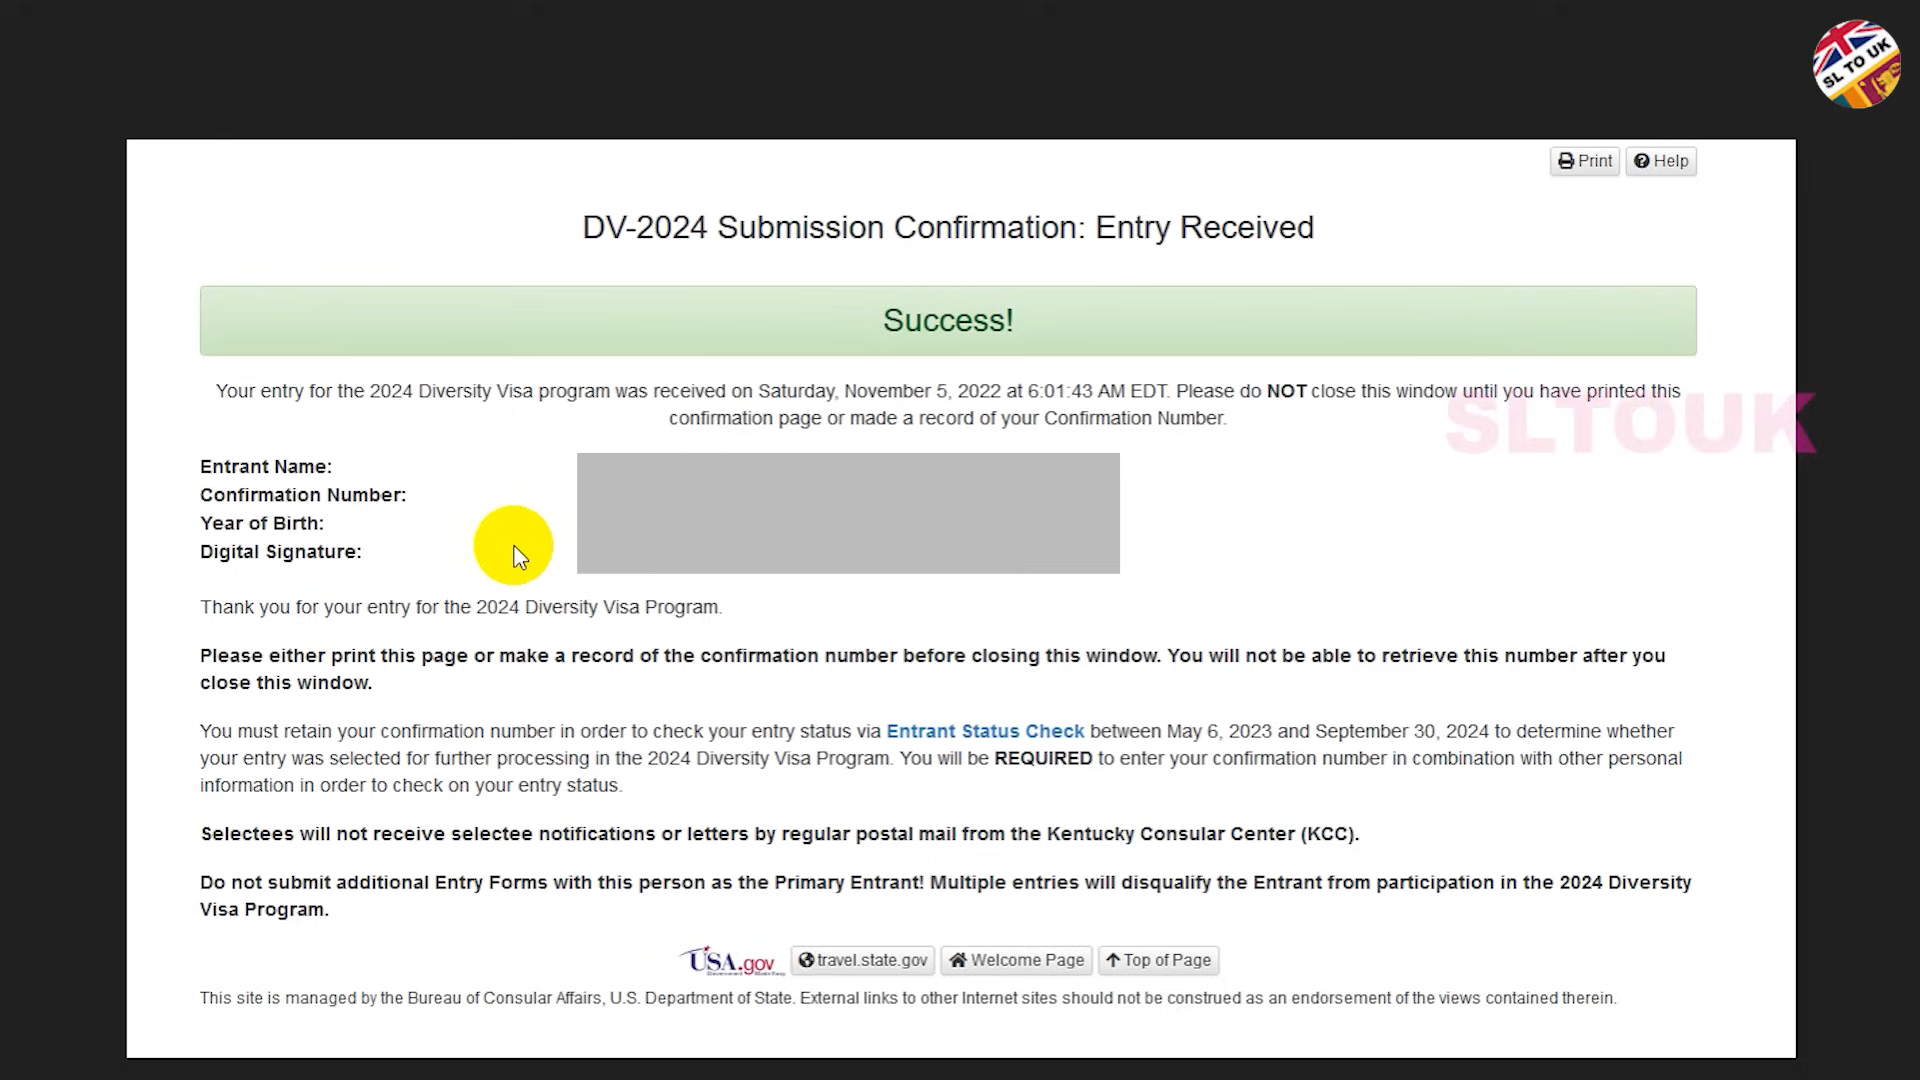 SL TO UK
Print
Help
DV-2024 Submission Confirmation: Entry Received
Success!
Your entry for the 2024 Diversity Visa program was received on Saturday, November 5, 2022 at 6:01:43 AM EDT. Please do NOT close this window until you have printed this
confirmation page or made a record of your Confirmation Number.
SLTOUK
Entrant Name:
Confirmation Number:
Year of Birth:
Digital Signature:
Thank you for your entry for the 2024 Diversity Visa Program.
Please either print this page or make a record of the confirmation number before closing this window. You will not be able to retrieve this number after you
close this window.
You must retain your confirmation number in order to check your entry status via Entrant Status Check between May 6, 2023 and September 30, 2024 to determine whether
your entry was selected for further processing in the 2024 Diversity Visa Program. You will be REQUIRED to enter your confirmation number in combination with other personal
information in order to check on your entry status.
Selectees will not receive selectee notifications or letters by regular postal mail from the Kentucky Consular Center (KCC).
Do not submit additional Entry Forms with this person as the Primary Entrant! Multiple entries will disqualify the Entrant from participation in the 2024 Diversity
Visa Program.
USA.gov
travel.state.gov
Welcome Page
Top of Page
This site is managed by the Bureau of Consular Affairs, U.S. Department of State. External links to other Internet sites should not be construed as an endorsement of the views contained therein.